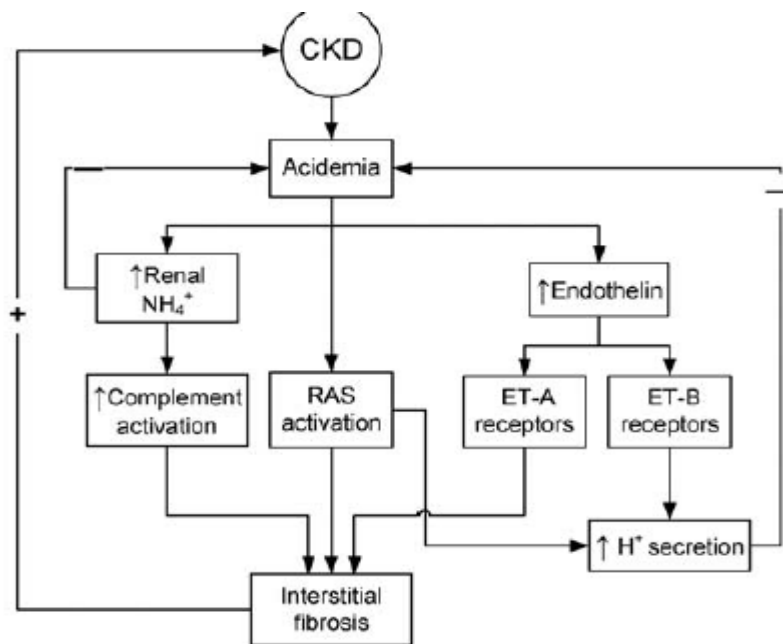 CKD
Acidemia
↑Renal
NH₄⁺
↑Endothelin
+
↑Complement
activation
RAS
activation
ET-A
receptors
ET-B
receptors
↑ H⁺ secretion
Interstitial
fibrosis